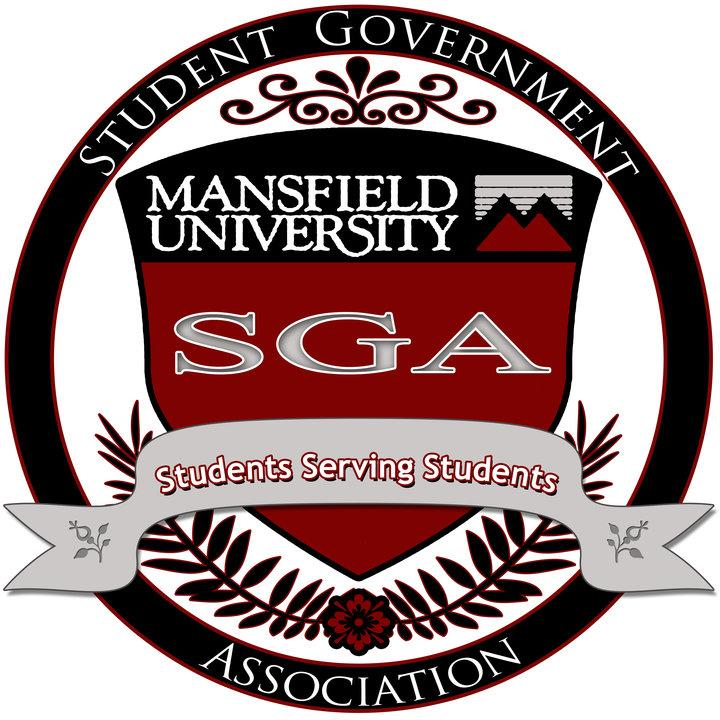 STUDENT GOVERNMENT
MANSFIELD
UNIVERSITY
SGA
Students Serving Students
ASSOCIATION